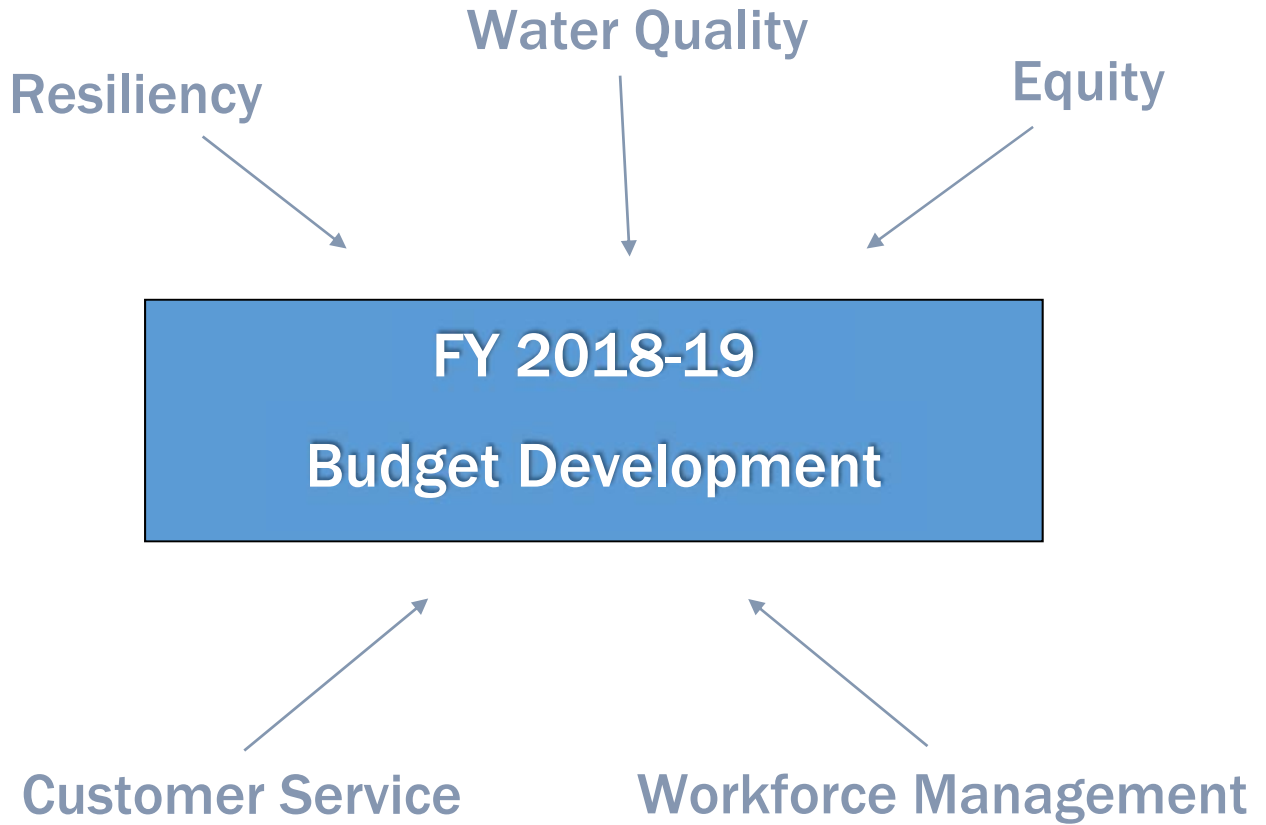 Water Quality
Resiliency
Equity
FY 2018-19
Budget Development
Customer Service
Workforce Management